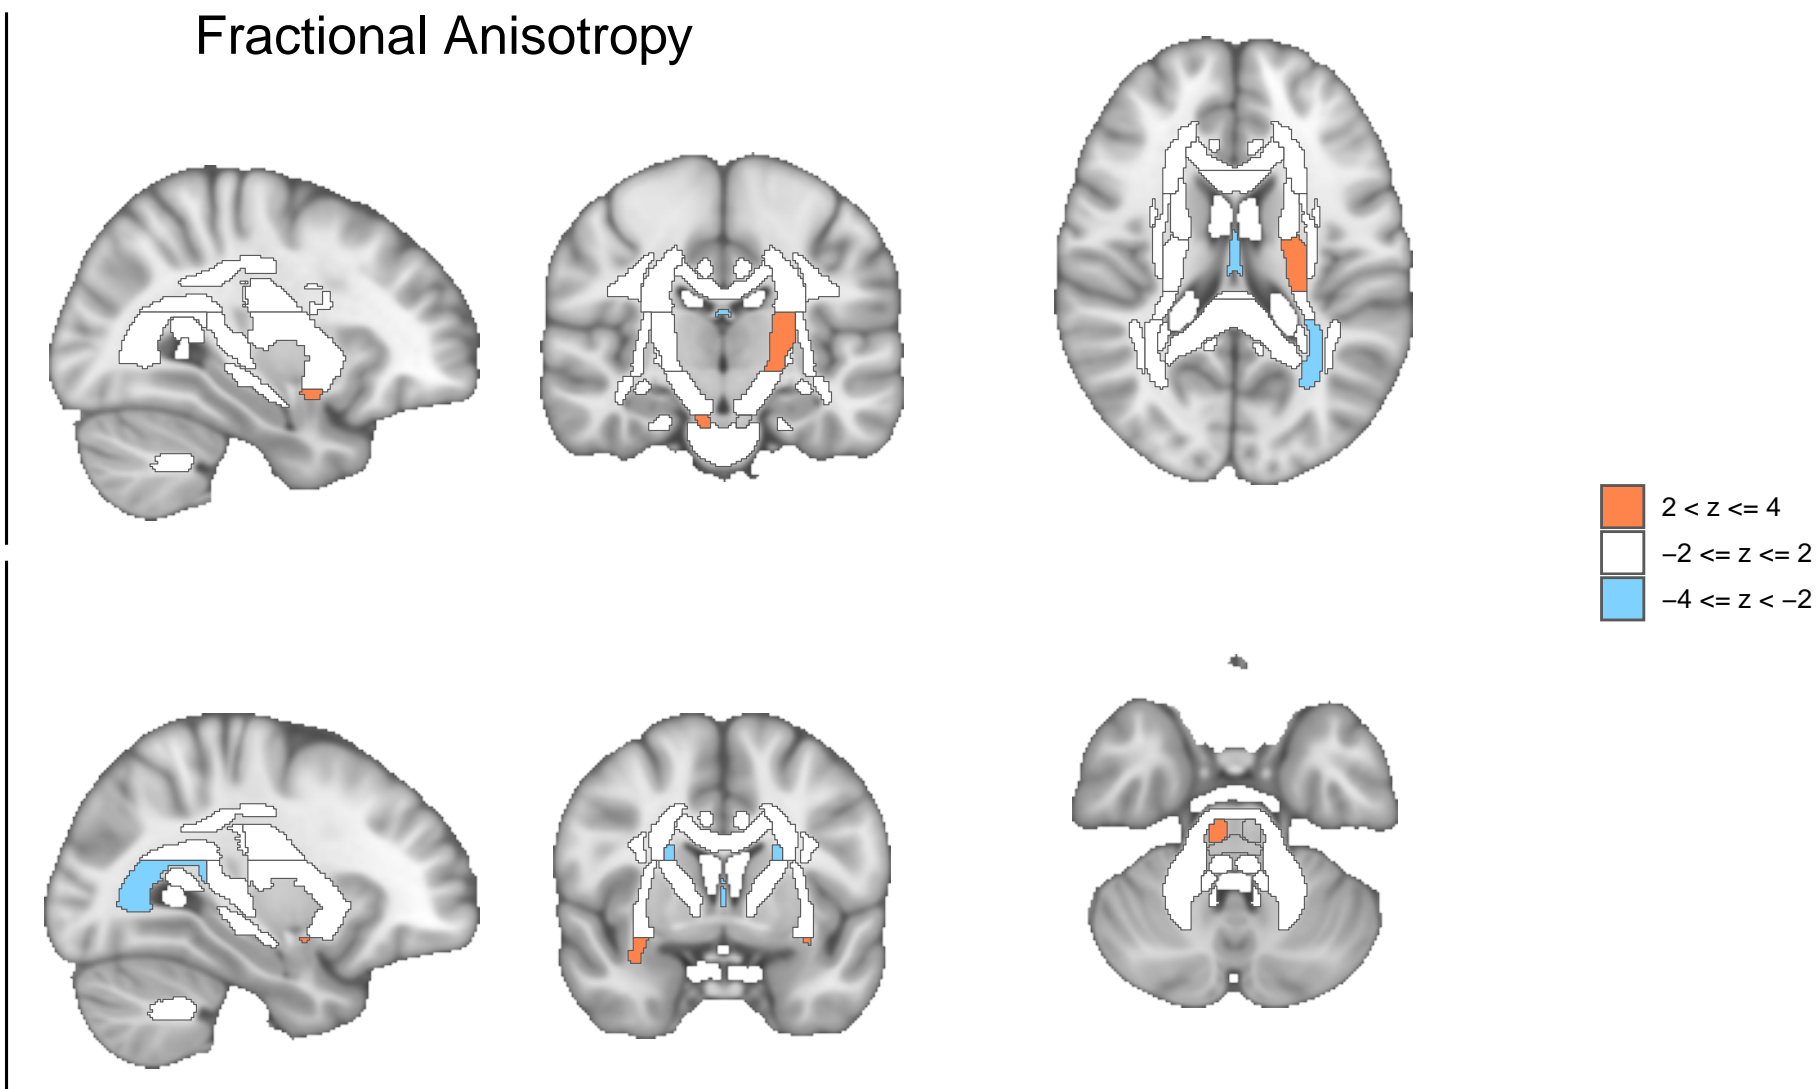 Fractional Anisotropy
2 < z <= 4
−2 <= z <= 2
−4 <= z < −2